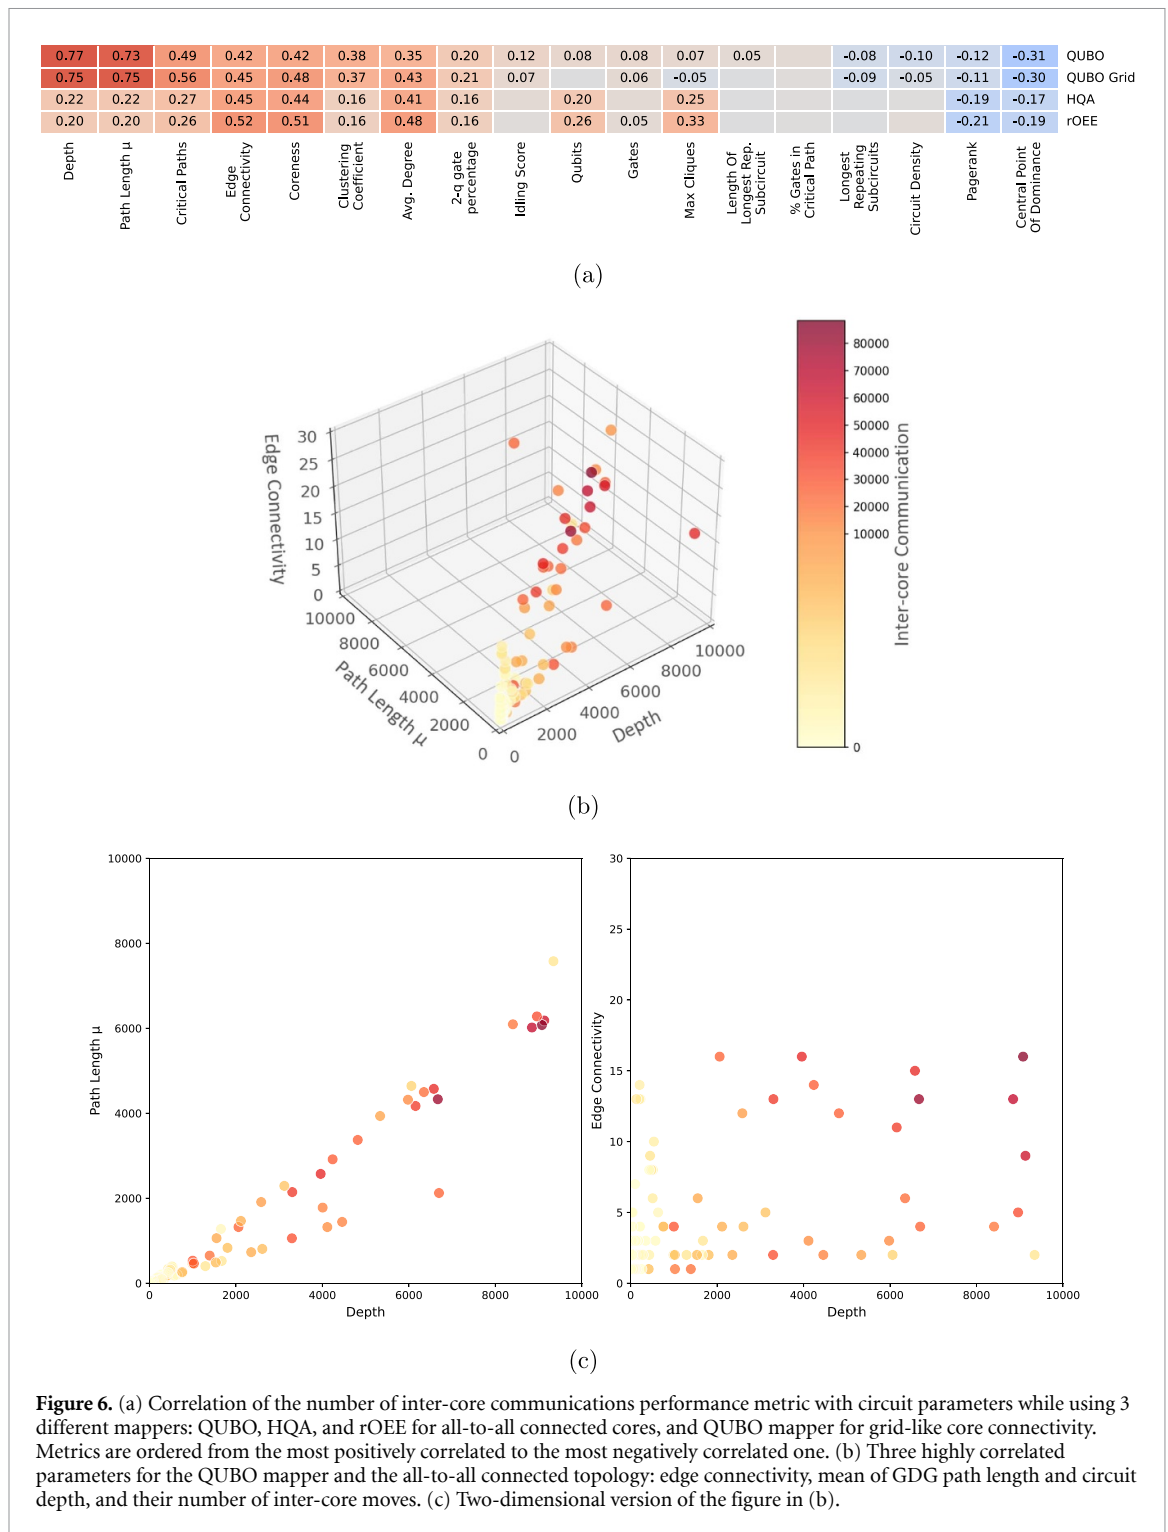 0.77 0.73 0.49 0.42 0.42 0.38 0.35 0.20 0.12 0.08 0.08 0.07 0.05 -0.08 -0.10 -0.12 -0.31 QUBO
0.75 0.75 0.56 0.45 0.48 0.37 0.43 0.21 0.07 0.06 -0.05 -0.09 -0.05 -0.11 -0.30 QUBO Grid
0.22 0.22 0.27 0.45 0.44 0.16 0.41 0.16 0.20 0.25 -0.19 -0.17 HQA
0.20 0.20 0.26 0.52 0.51 0.16 0.48 0.16 0.26 0.05 0.33 -0.21 -0.19 rOEE
Depth
Path Length μ
Critical Paths
Edge
Connectivity
Coreness
Clustering
Coefficient
Avg. Degree
2-q gate
percentage
Idling Score
Qubits
Gates
Max Cliques
Length Of
Longest Rep.
Subcircuit
% Gates in
Critical Path
Longest
Repeating
Subcircuits
Circuit Density
Pagerank
Central Point
Of Dominance
(a)
Edge Connectivity
30
25
20
15
10
5
0
10000
8000
6000
4000
2000
0
Path Length μ
0
2000
4000
6000
8000
10000
Depth
80000
70000
60000
50000
40000
30000
20000
10000
0
Inter-core Communication
(b)
10000
8000
6000
4000
2000
0
Path Length μ
0 2000 4000 6000 8000 10000
Depth
30
25
20
15
10
5
0
Edge Connectivity
0 2000 4000 6000 8000 10000
Depth
(c)
Figure 6. (a) Correlation of the number of inter-core communications performance metric with circuit parameters while using 3
different mappers: QUBO, HQA, and rOEE for all-to-all connected cores, and QUBO mapper for grid-like core connectivity.
Metrics are ordered from the most positively correlated to the most negatively correlated one. (b) Three highly correlated
parameters for the QUBO mapper and the all-to-all connected topology: edge connectivity, mean of GDG path length and circuit
depth, and their number of inter-core moves. (c) Two-dimensional version of the figure in (b).